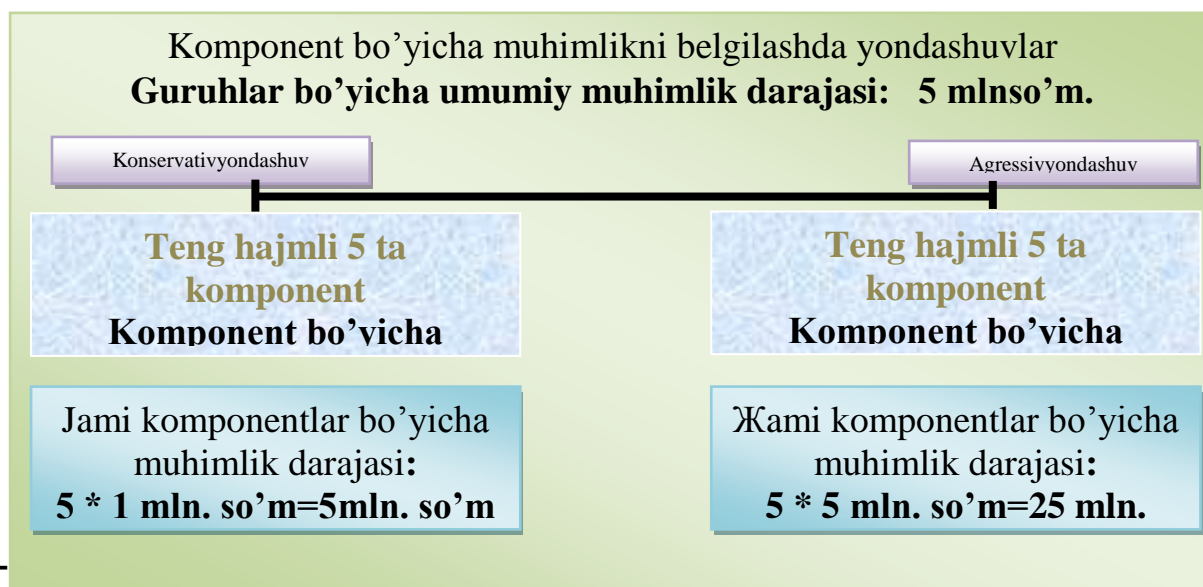 Komponent bo’yicha muhimlikni belgilashda yondashuvlar
Guruhlar bo’yicha umumiy muhimlik darajasi: 5 mlnso’m.
Konservativyondashuv
Agressivyondashuv
Teng hajmli 5 ta
komponent
Komponent bo’yicha
Teng hajmli 5 ta
komponent
Komponent bo’yicha
Jami komponentlar bo’yicha
muhimlik darajasi:
5 * 1 mln. so’m=5mln. so’m
Жami komponentlar bo’yicha
muhimlik darajasi:
5 * 5 mln. so’m=25 mln.